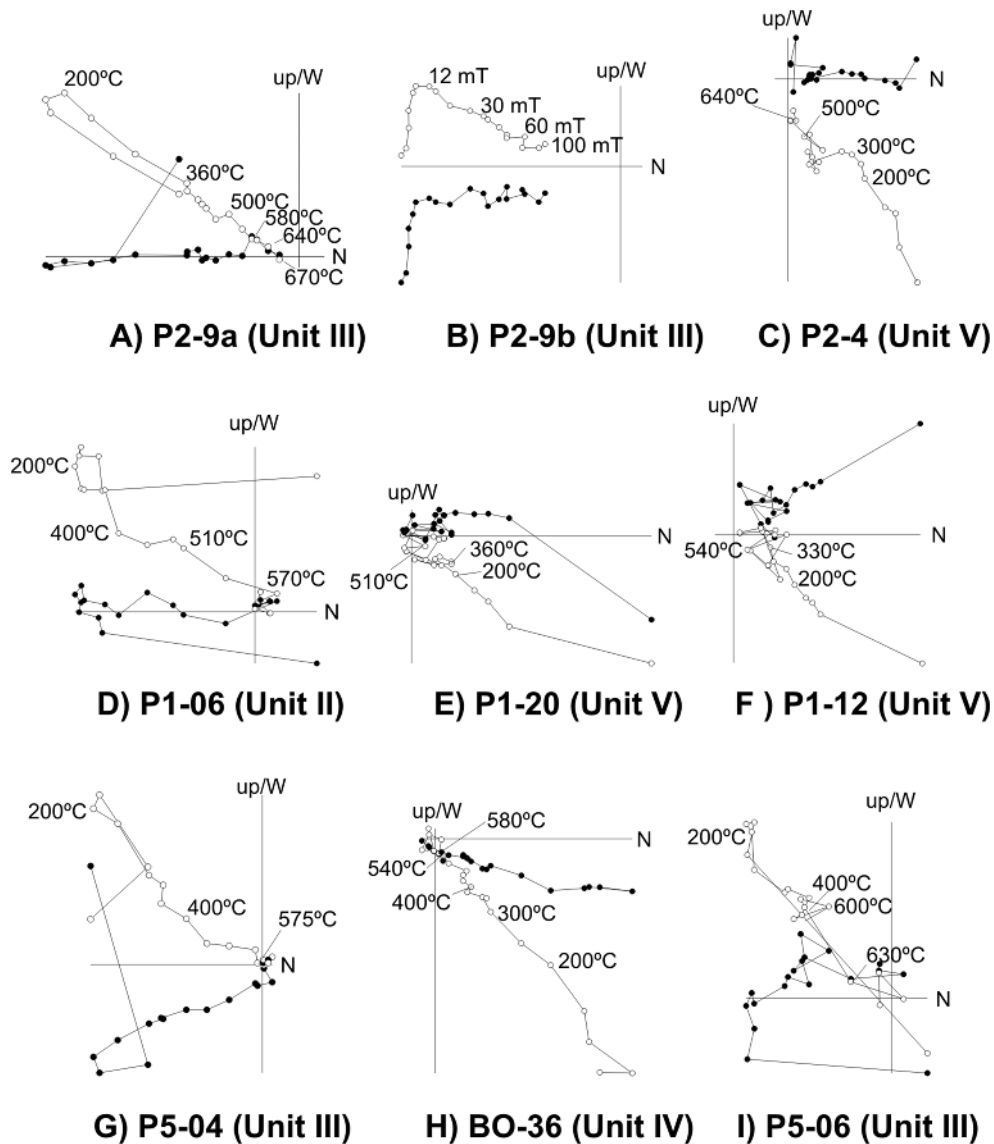 up/W
200ºC
360ºC
500ºC
580ºC
640ºC
N
670ºC
A) P2-9a (Unit III)
up/W
12 mT
30 mT
60 mT
100 mT
N
B) P2-9b (Unit III)
up/W
N
640ºC
500ºC
300ºC
200ºC
C) P2-4 (Unit V)
up/W
200ºC
400ºC
510ºC
570ºC
N
D) P1-06 (Unit II)
up/W
N
360ºC
510ºC
200ºC
E) P1-20 (Unit V)
up/W
N
540ºC
330ºC
200ºC
F ) P1-12 (Unit V)
up/W
200ºC
400ºC
575ºC
N
G) P5-04 (Unit III)
up/W
580ºC
N
540ºC
400ºC
300ºC
200ºC
H) BO-36 (Unit IV)
up/W
200ºC
400ºC
600ºC
630ºC
N
I) P5-06 (Unit III)